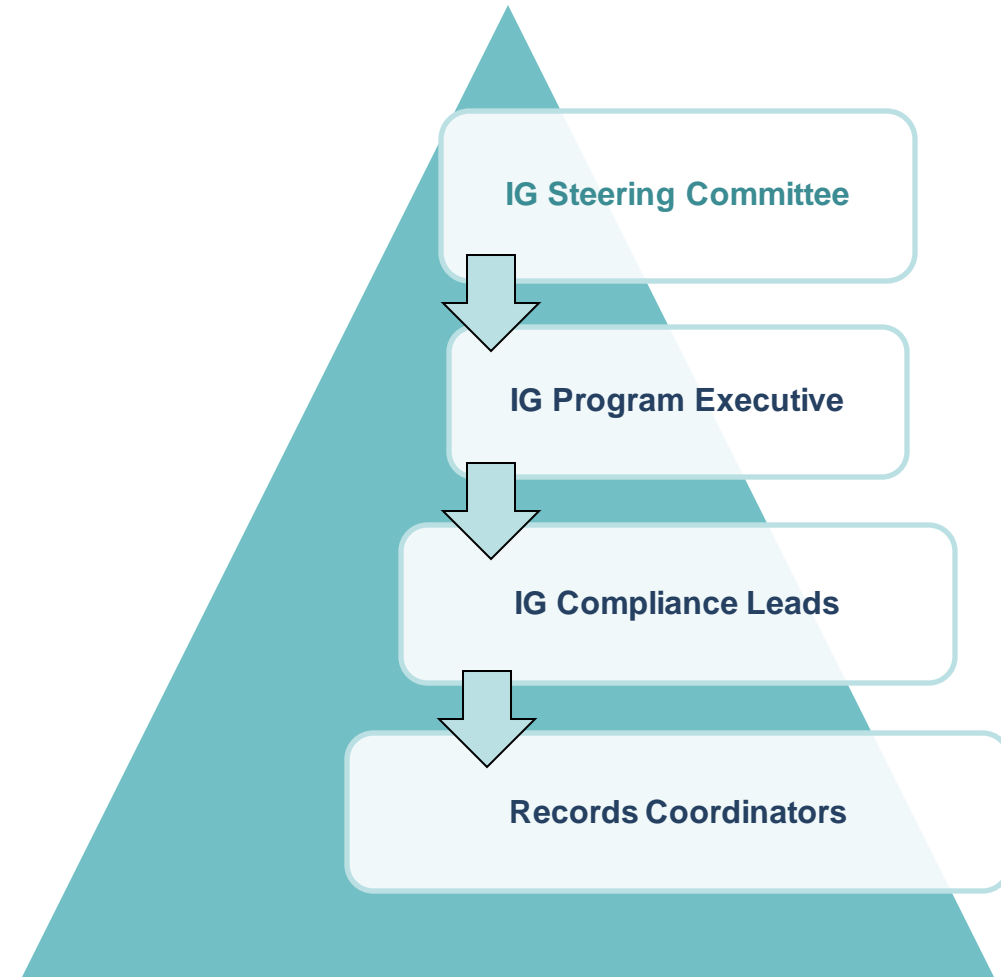 IG Steering Committee
IG Program Executive
IG Compliance Leads
Records Coordinators